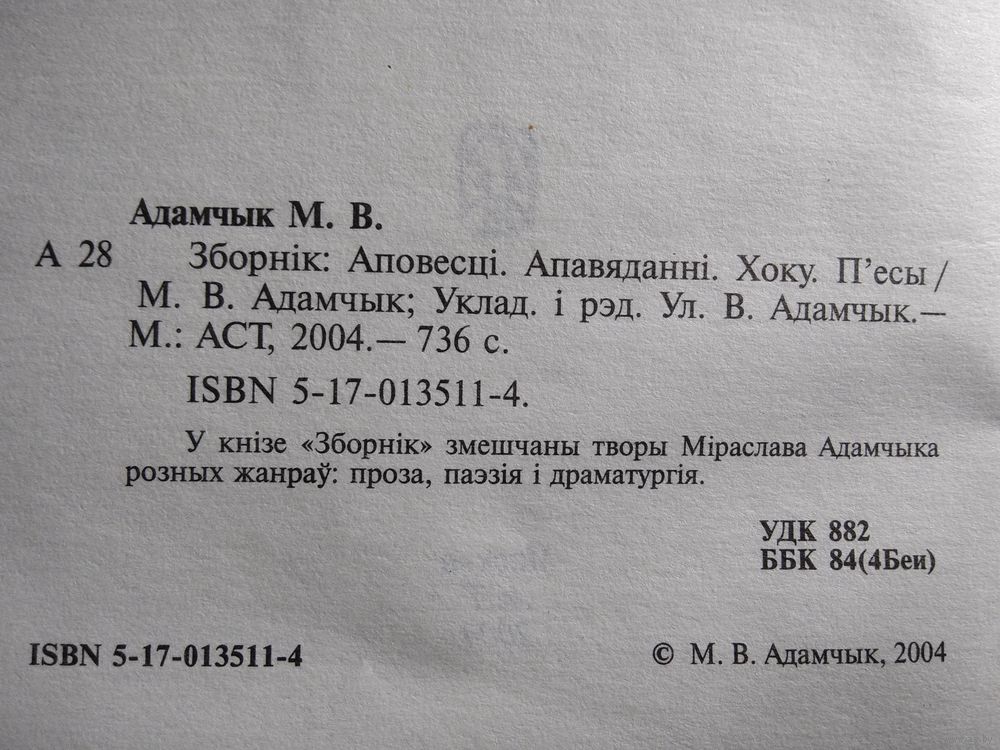 Адамчык М. В.
А 28 Зборнік: Аповесці. Апавяданні. Хоку. П’есы /
М. В. Адамчык; Уклад. і рэд. Ул. В. Адамчык.—
М.: АСТ, 2004.— 736 с.
ISBN 5-17-013511-4.
У кнізе «Зборнік» змешчаны творы Міраслава Адамчыка
розных жанраў: проза, паэзія і драматургія.
УДК 882
ББК 84(4Беи)
ISBN 5-17-013511-4
© М. В. Адамчык, 2004